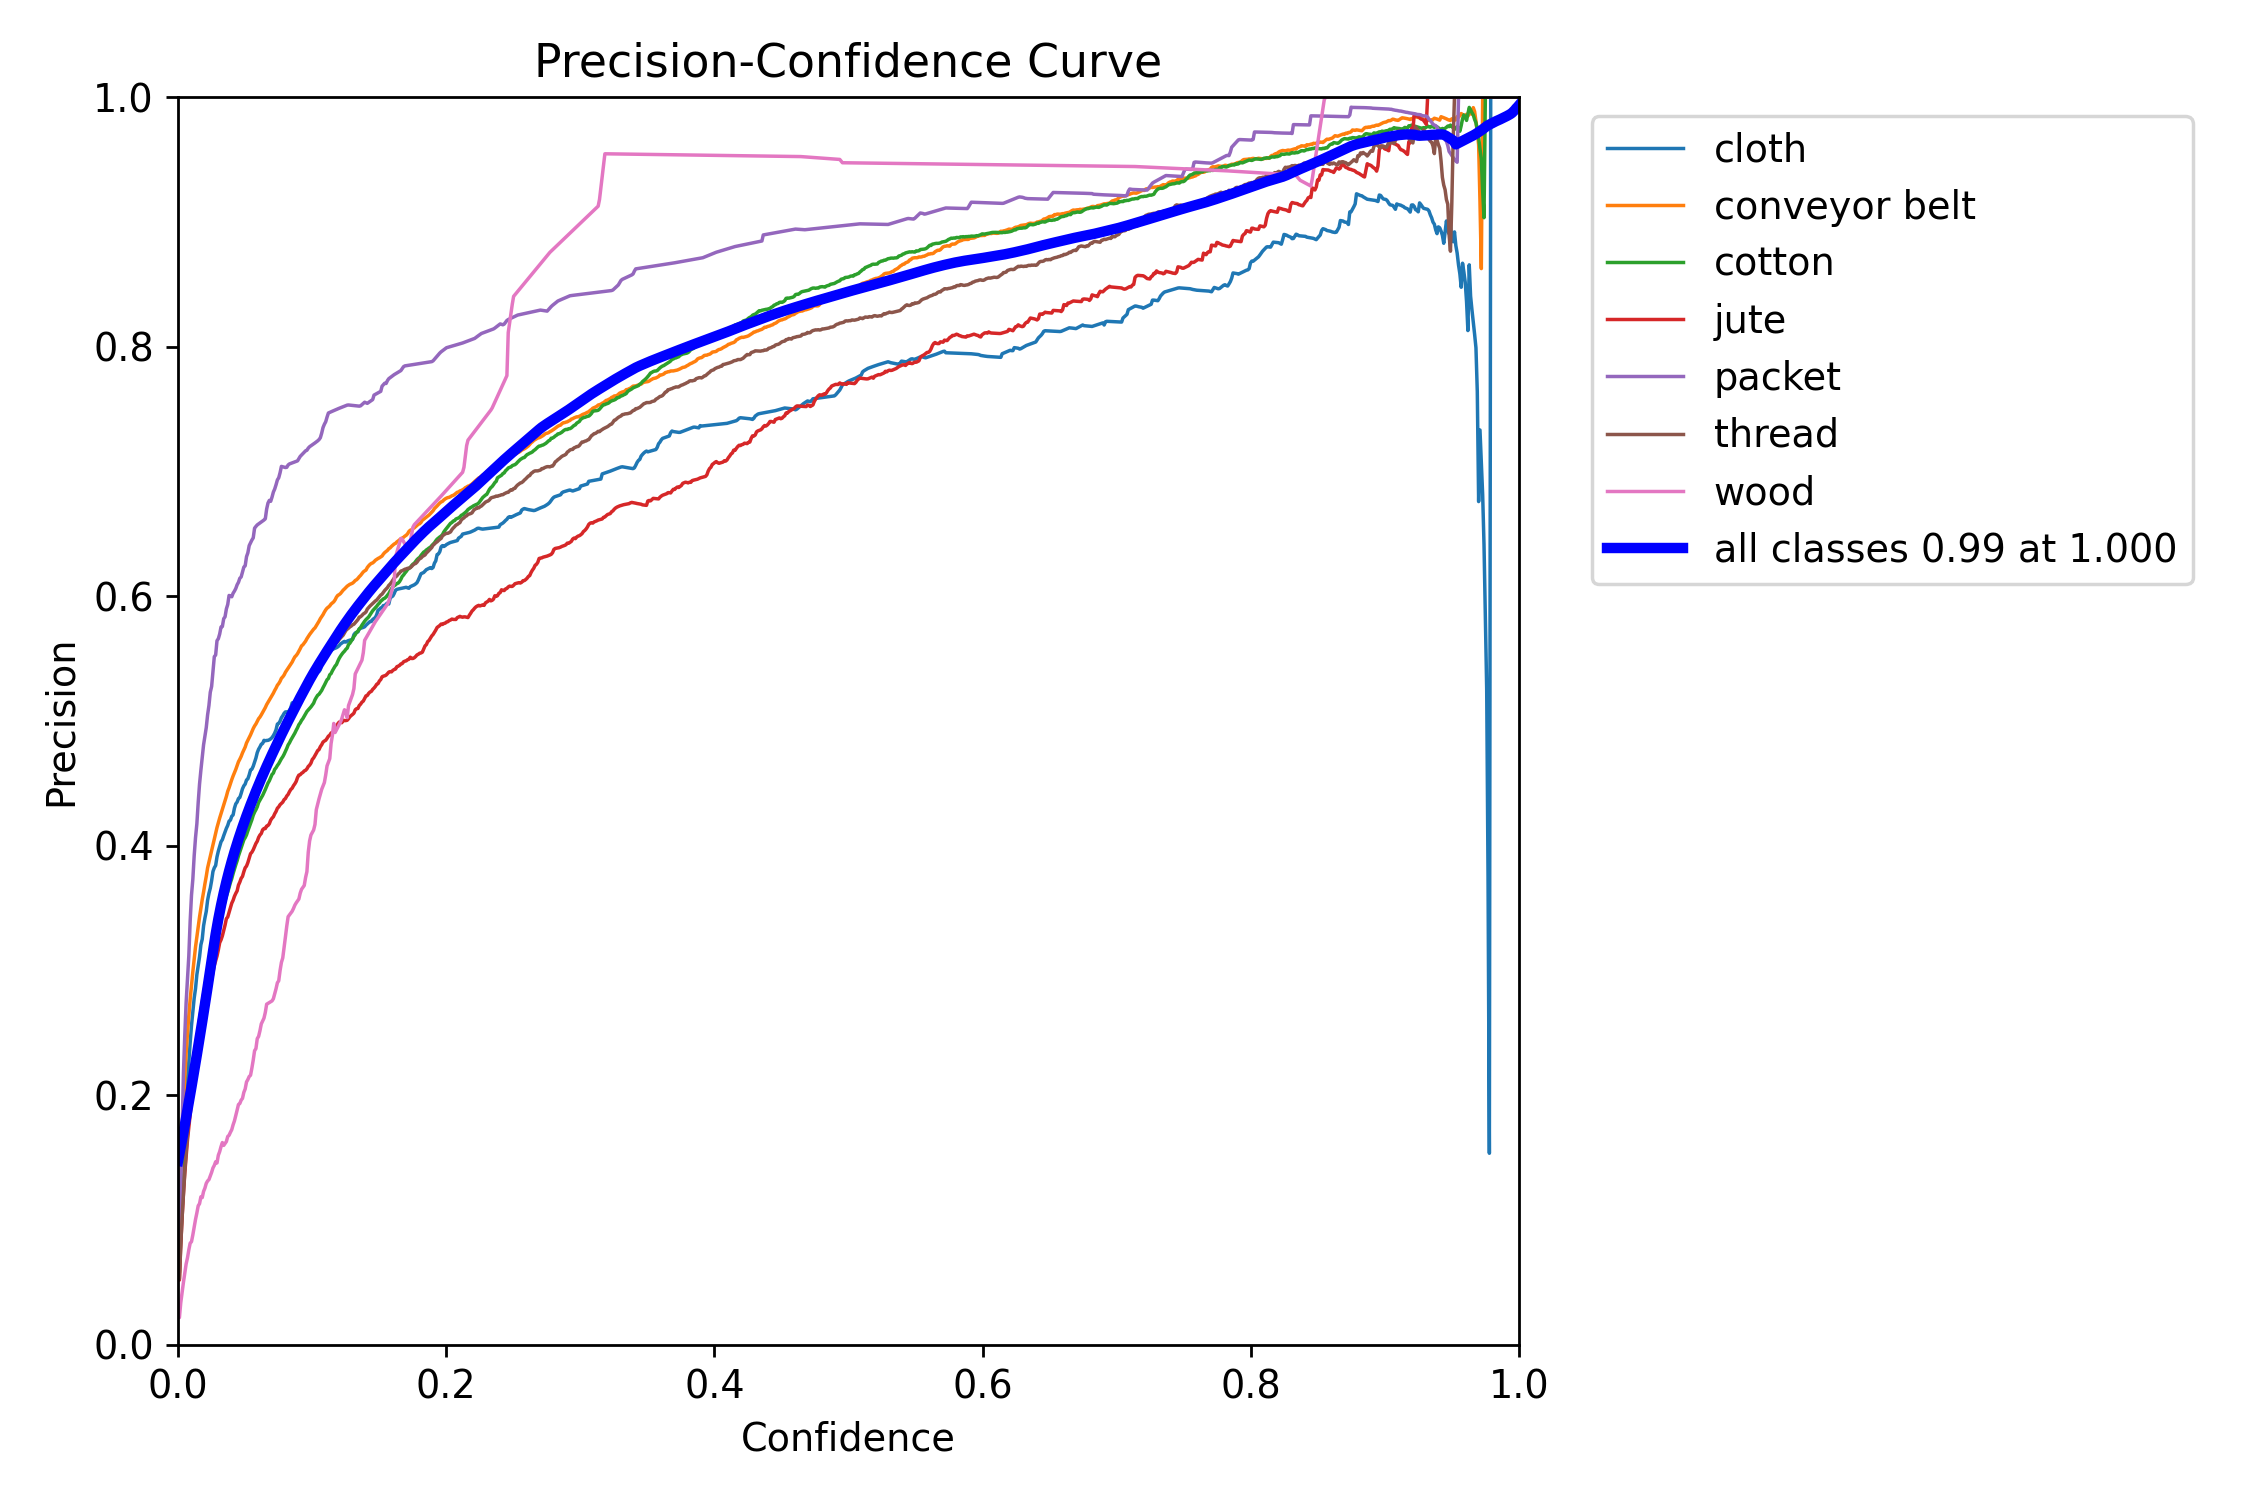 Precision-Confidence Curve
1.0
0.8
0.6
0.4
0.2
0.0
Precision
0.0 0.2 0.4 0.6 0.8 1.0
Confidence
cloth
conveyor belt
cotton
jute
packet
thread
wood
all classes 0.99 at 1.000